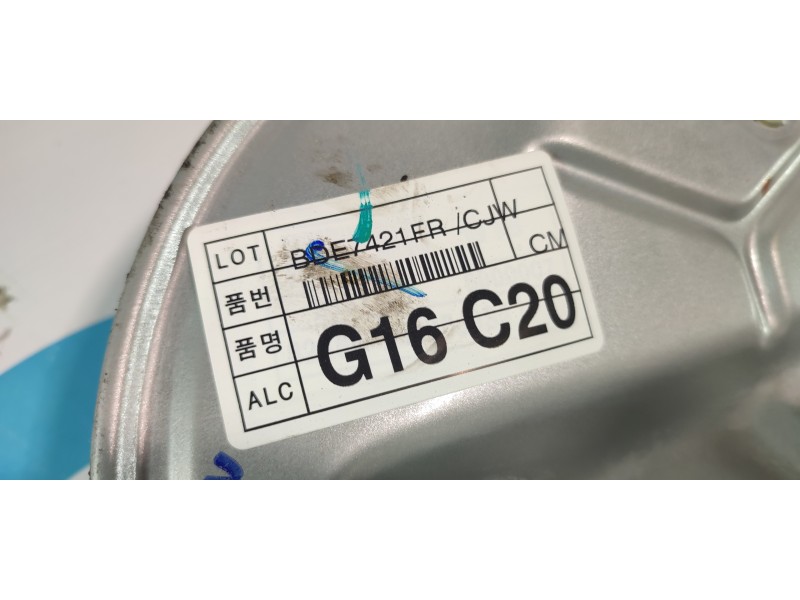 LOT BDE7421FR /CJW
품번 CM
품명 G16 C20
ALC